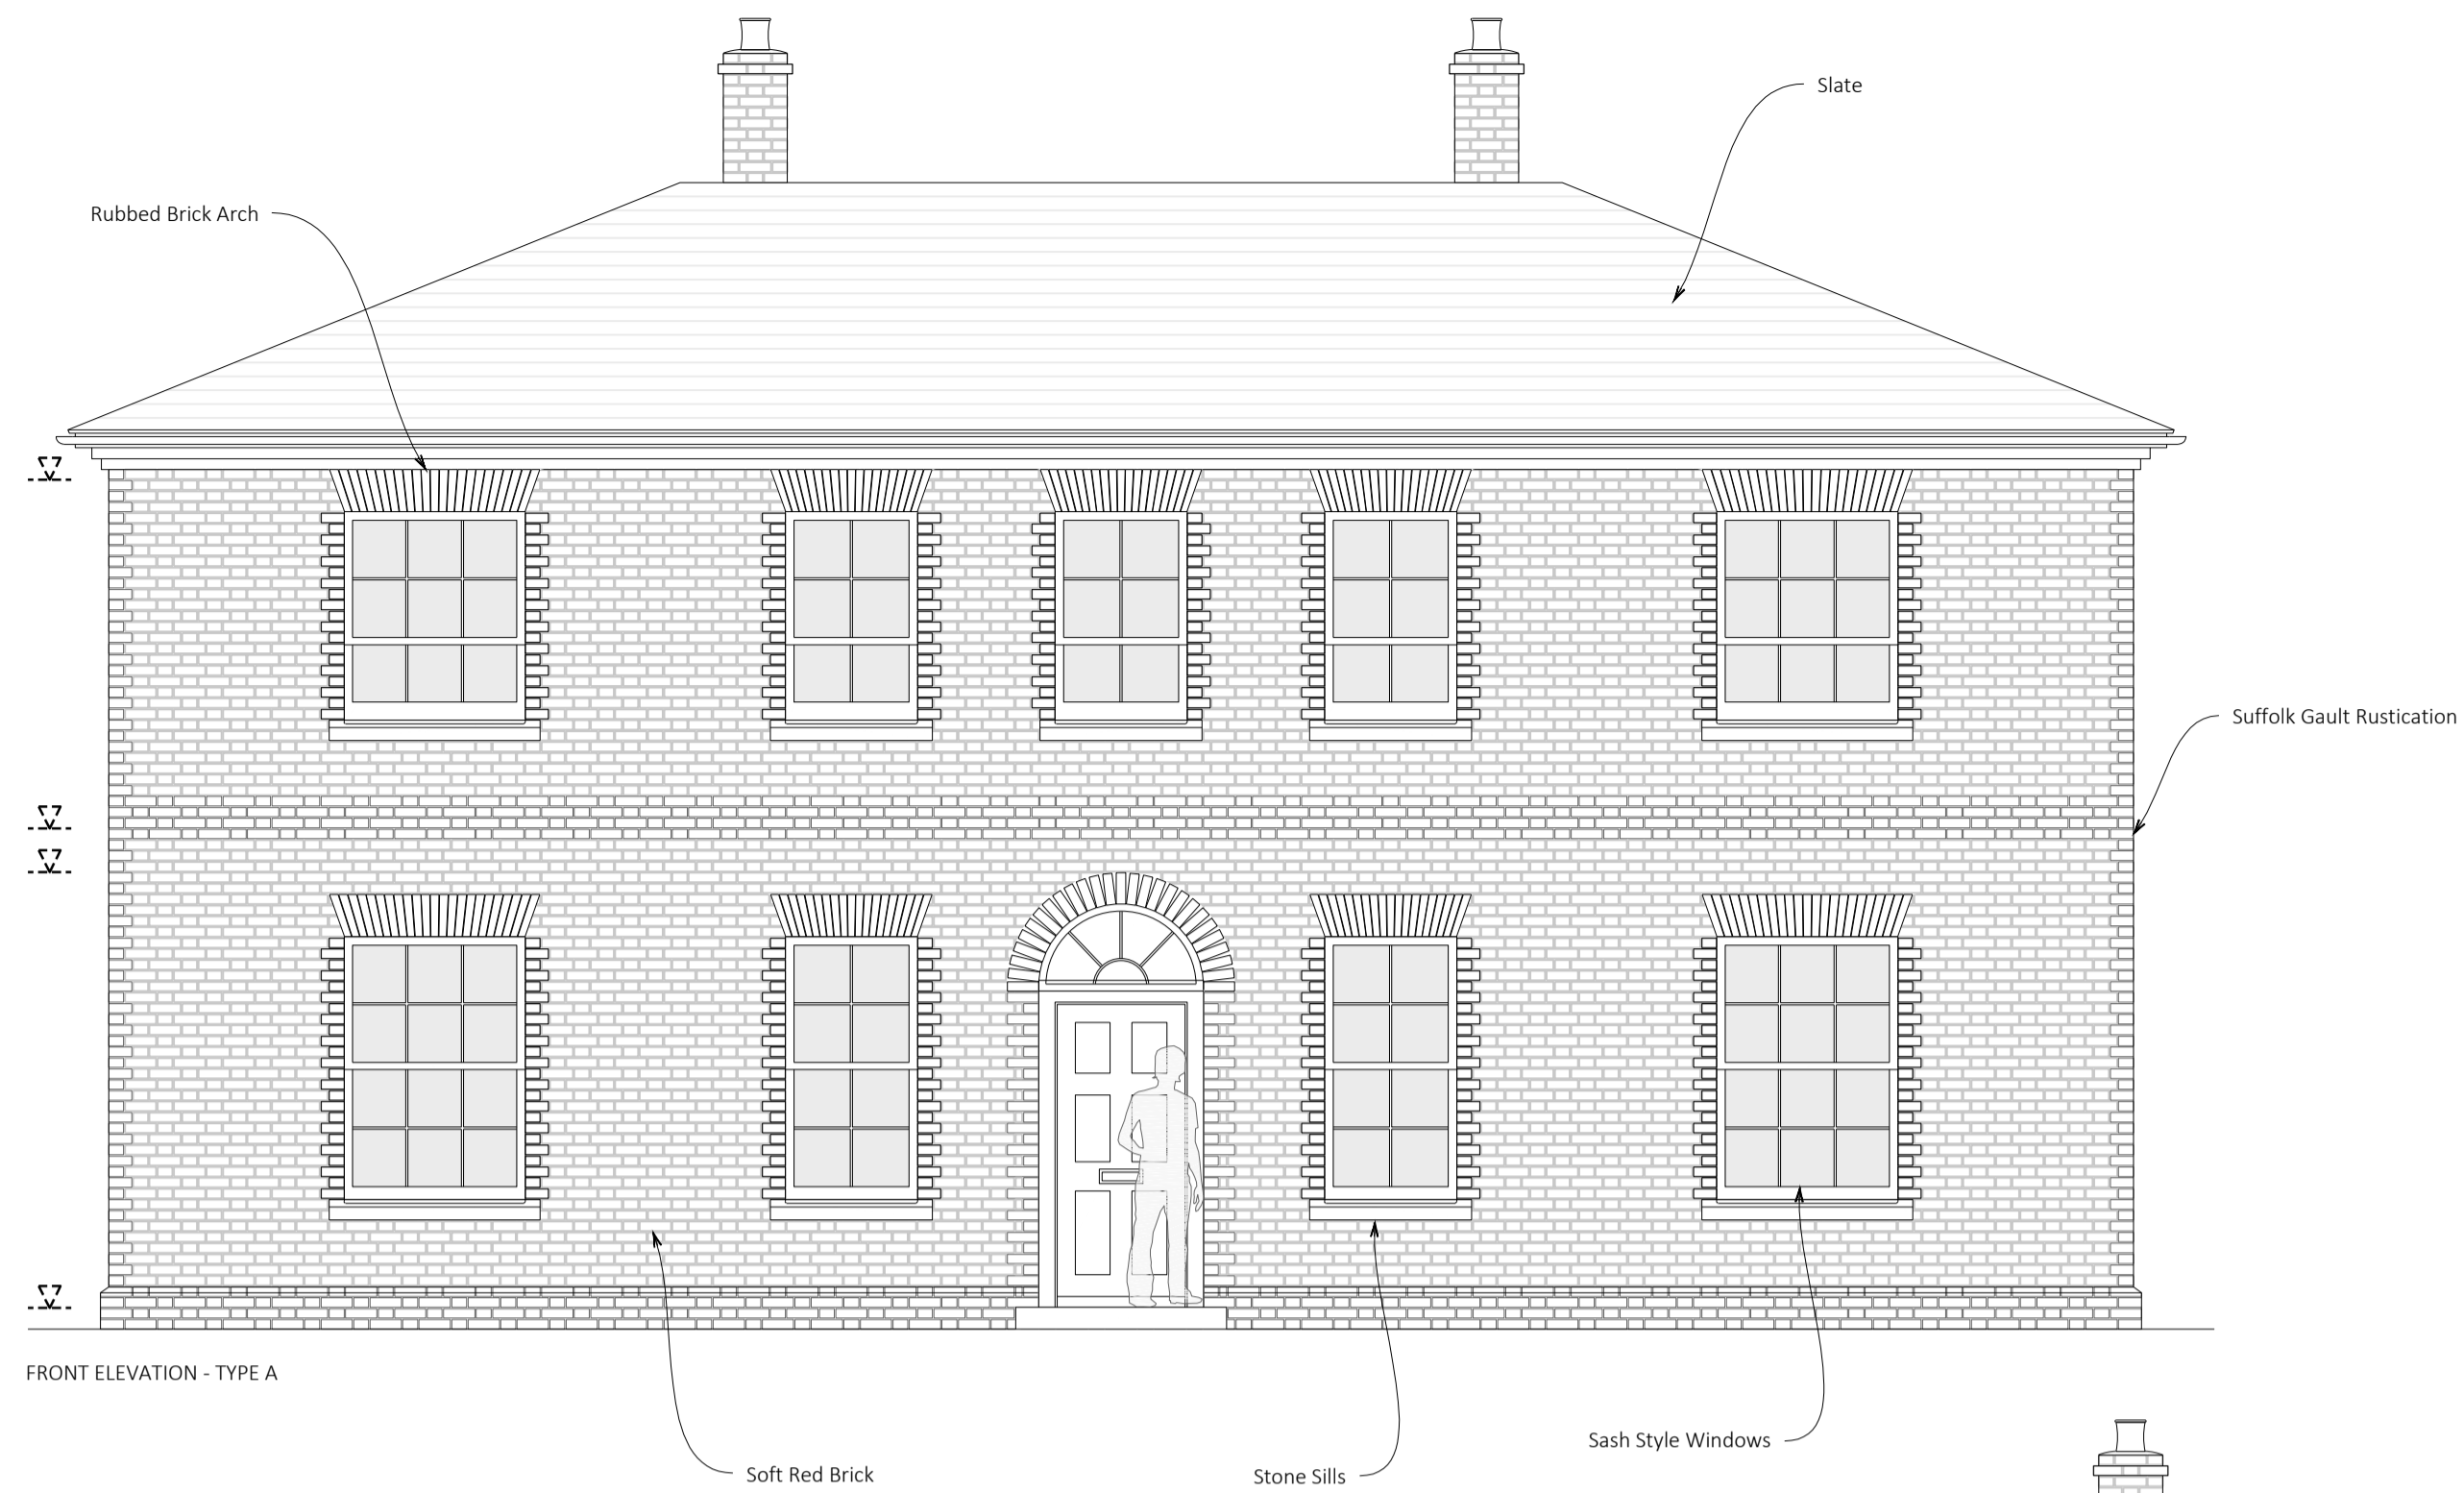 Slate
Rubbed Brick Arch
Suffolk Gault Rustication
FRONT ELEVATION - TYPE A
Sash Style Windows
Soft Red Brick
Stone Sills